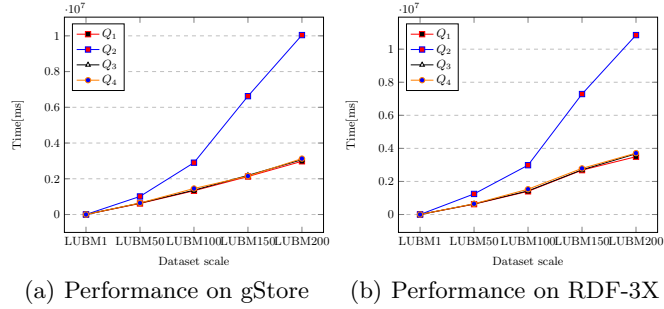 ·10⁷
1
0.8
0.6
0.4
0.2
0
Time[ms]
Q₁
Q₂
Q₃
Q₄
LUBM1 LUBM50 LUBM100 LUBM150 LUBM200
Dataset scale
(a) Performance on gStore
·10⁷
1
0.8
0.6
0.4
0.2
0
Time[ms]
Q₁
Q₂
Q₃
Q₄
LUBM1 LUBM50 LUBM100 LUBM150 LUBM200
Dataset scale
(b) Performance on RDF-3X